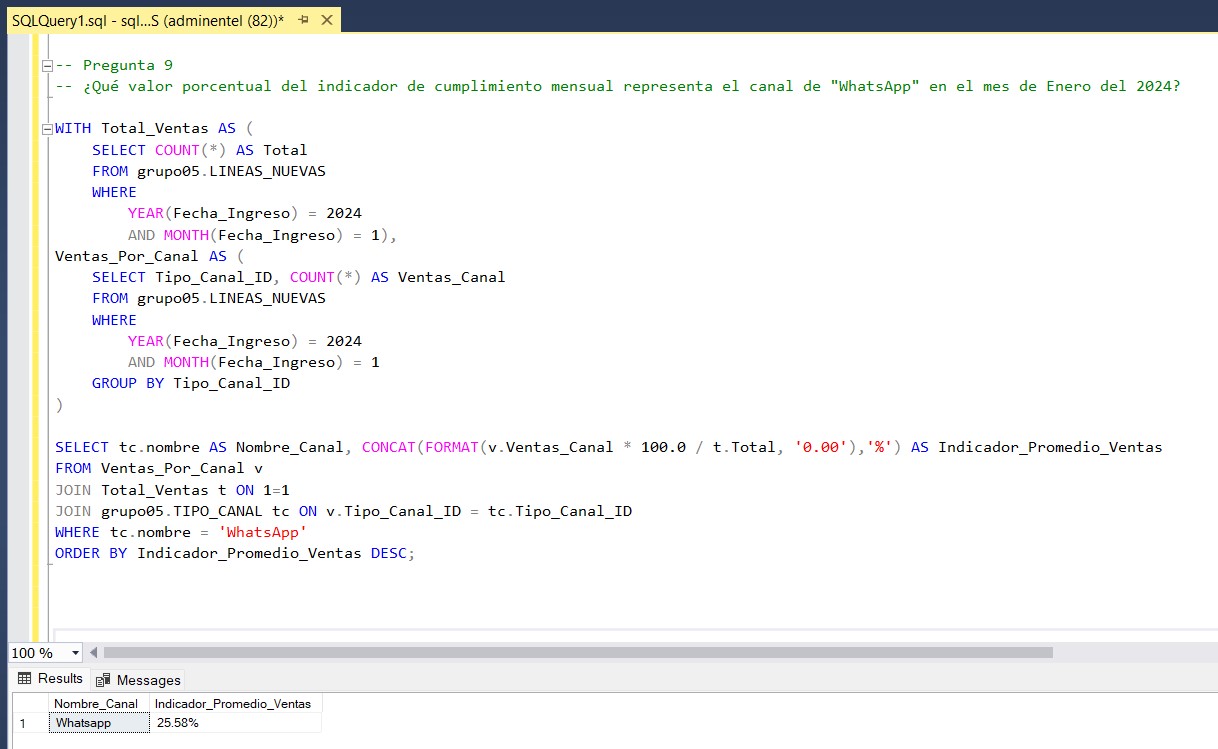 SQLQuery1.sql - sql...S (adminentel (82))*
-- Pregunta 9
-- ¿Qué valor porcentual del indicador de cumplimiento mensual representa el canal de "WhatsApp" en el mes de Enero del 2024?
WITH Total_Ventas AS (
SELECT COUNT(*) AS Total
FROM grupo05.LINEAS_NUEVAS
WHERE
YEAR(Fecha_Ingreso) = 2024
AND MONTH(Fecha_Ingreso) = 1),
Ventas_Por_Canal AS (
SELECT Tipo_Canal_ID, COUNT(*) AS Ventas_Canal
FROM grupo05.LINEAS_NUEVAS
WHERE
YEAR(Fecha_Ingreso) = 2024
AND MONTH(Fecha_Ingreso) = 1
GROUP BY Tipo_Canal_ID
)
SELECT tc.nombre AS Nombre_Canal, CONCAT(FORMAT(v.Ventas_Canal * 100.0 / t.Total, '0.00'),'%') AS Indicador_Promedio_Ventas
FROM Ventas_Por_Canal v
JOIN Total_Ventas t ON 1=1
JOIN grupo05.TIPO_CANAL tc ON v.Tipo_Canal_ID = tc.Tipo_Canal_ID
WHERE tc.nombre = 'WhatsApp'
ORDER BY Indicador_Promedio_Ventas DESC;
100 %
Results Messages
Nombre_Canal Indicador_Promedio_Ventas
1 Whatsapp 25.58%